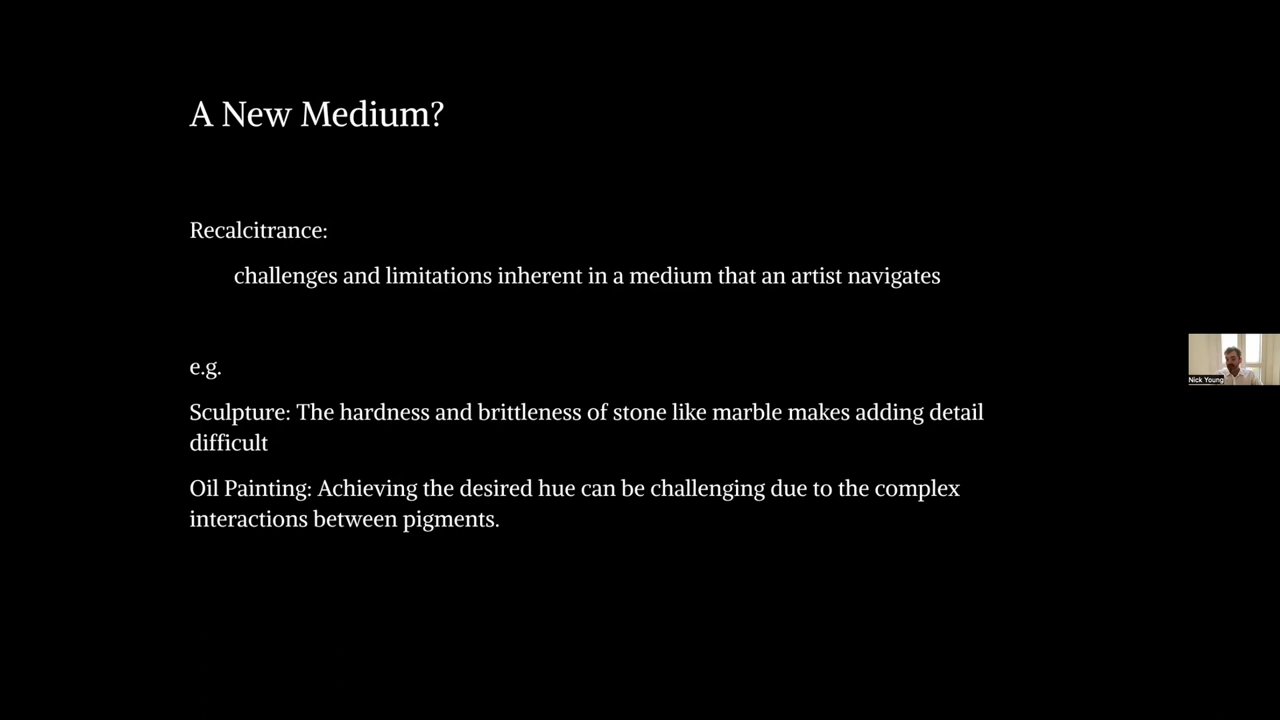 A New Medium?
Recalcitrance:
challenges and limitations inherent in a medium that an artist navigates
e.g.
Sculpture: The hardness and brittleness of stone like marble makes adding detail
difficult
Oil Painting: Achieving the desired hue can be challenging due to the complex
interactions between pigments.
Nick Young